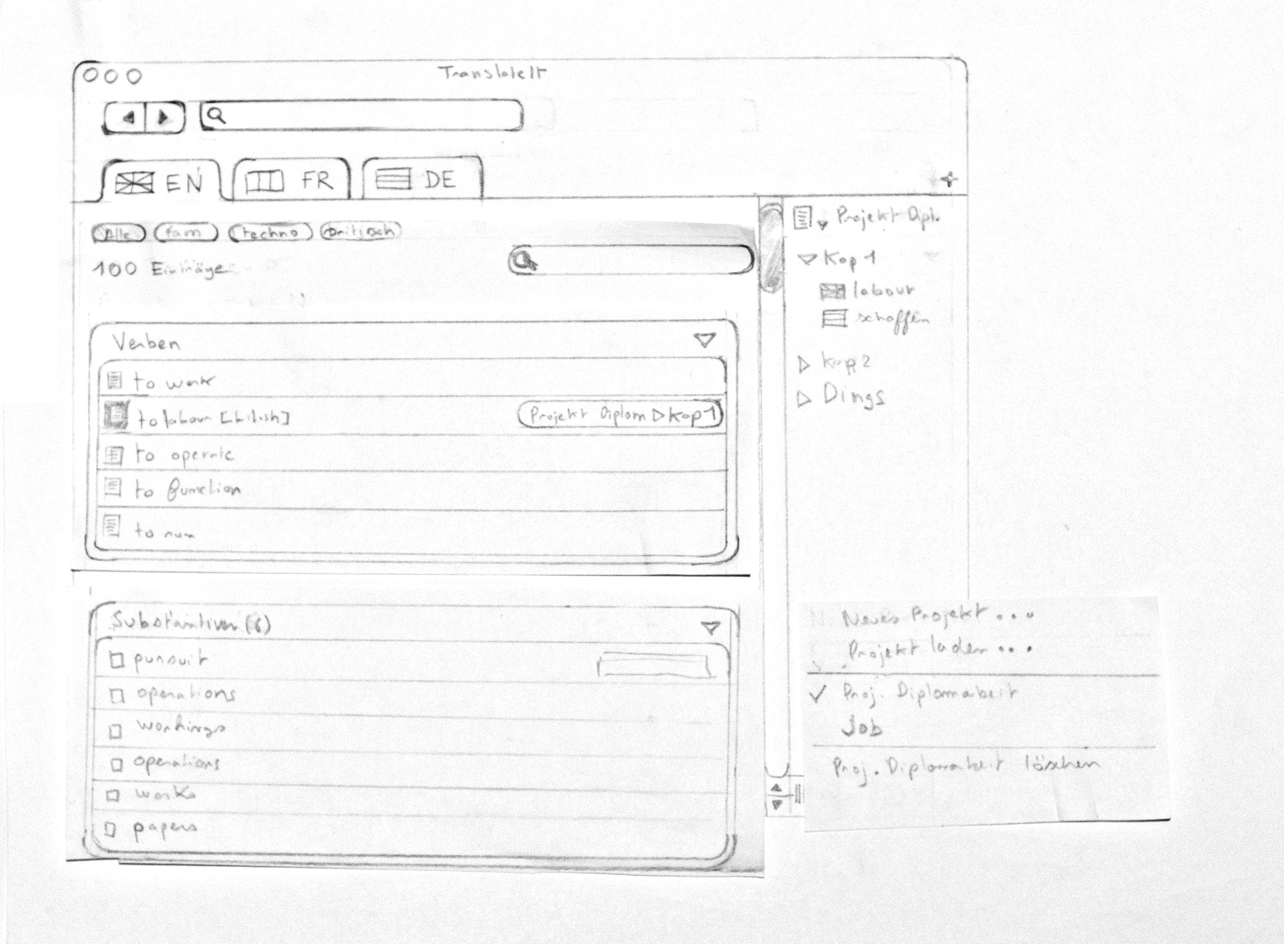 TranslateIt
EN FR DE
Alle fam techno britisch
100 Einträge
Verben
to work
to labour [british] Projekt Diplom ▷ Kap 1
to operate
to function
to run
Substantive (6)
pursuit
operations
workings
operations
works
papers
Projekt Dipl.
Kap 1
labour
schaffen
Kap 2
Dings
Neues Projekt ...
Projekt laden ...
✓ Proj. Diplomarbeit
Job
Proj. Diplomarbeit löschen